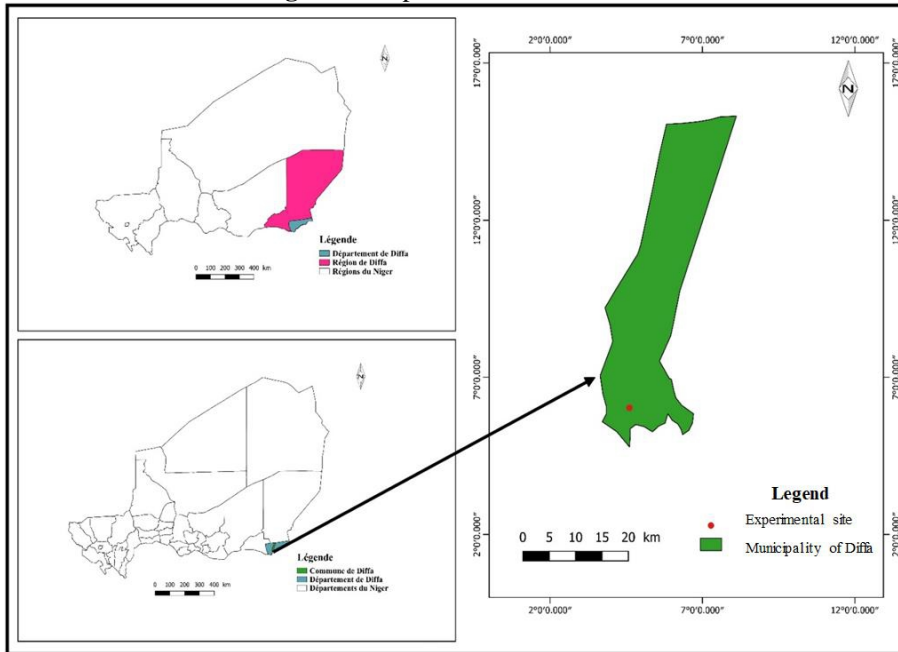 N
Légende
Département de Diffa
Région de Diffa
Régions du Niger
0 100 200 300 400 km
N
Légende
Commune de Diffa
Département de Diffa
Départements du Niger
0 100 200 300 400 km
2°0'0.000" 7°0'0.000" 12°0'0.000"
17°0'0.000" 17°0'0.000"
N
12°0'0.000" 12°0'0.000"
7°0'0.000" 7°0'0.000"
2°0'0.000" 2°0'0.000"
Legend
Experimental site
Municipality of Diffa
0 5 10 15 20 km
2°0'0.000" 7°0'0.000" 12°0'0.000"